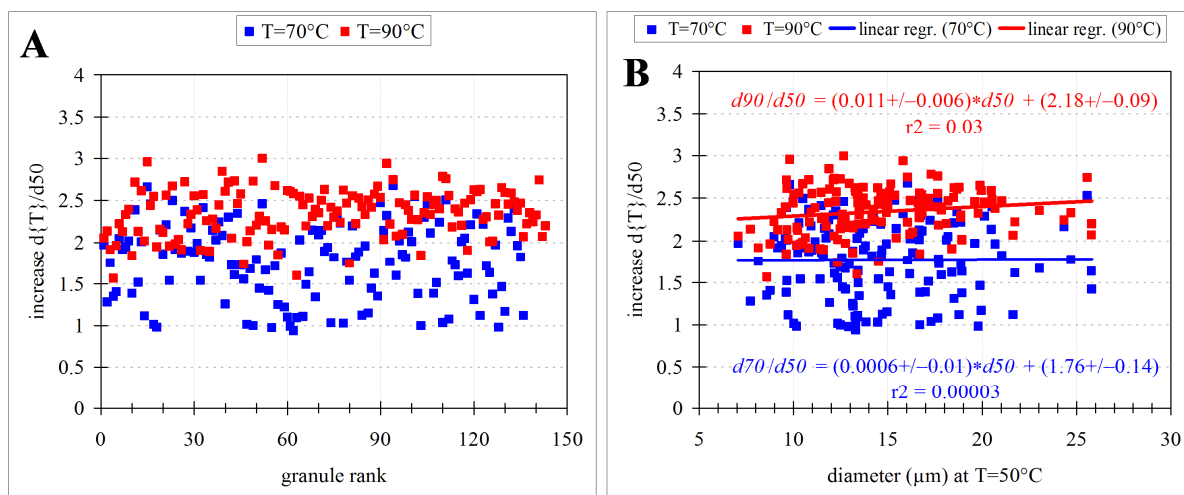 A
T=70°C T=90°C
increase d{T}/d50
4
3.5
3
2.5
2
1.5
1
0.5
0
0 30 60 90 120 150
granule rank
T=70°C T=90°C linear regr. (70°C) linear regr. (90°C)
B
d90/d50 = (0.011+/−0.006)*d50 + (2.18+/−0.09)
r2 = 0.03
increase d{T}/d50
4
3.5
3
2.5
2
1.5
1
0.5
0
d70/d50 = (0.0006+/−0.01)*d50 + (1.76+/−0.14)
r2 = 0.00003
5 10 15 20 25 30
diameter (μm) at T=50°C